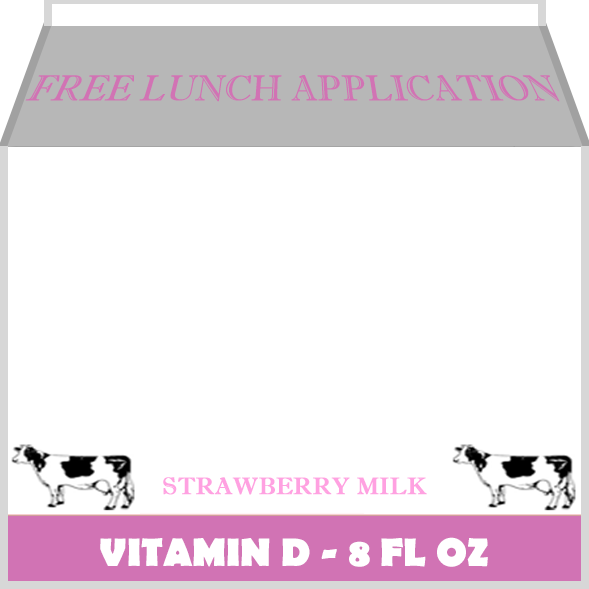 FREE LUNCH APPLICATION
STRAWBERRY MILK
VITAMIN D - 8 FL OZ